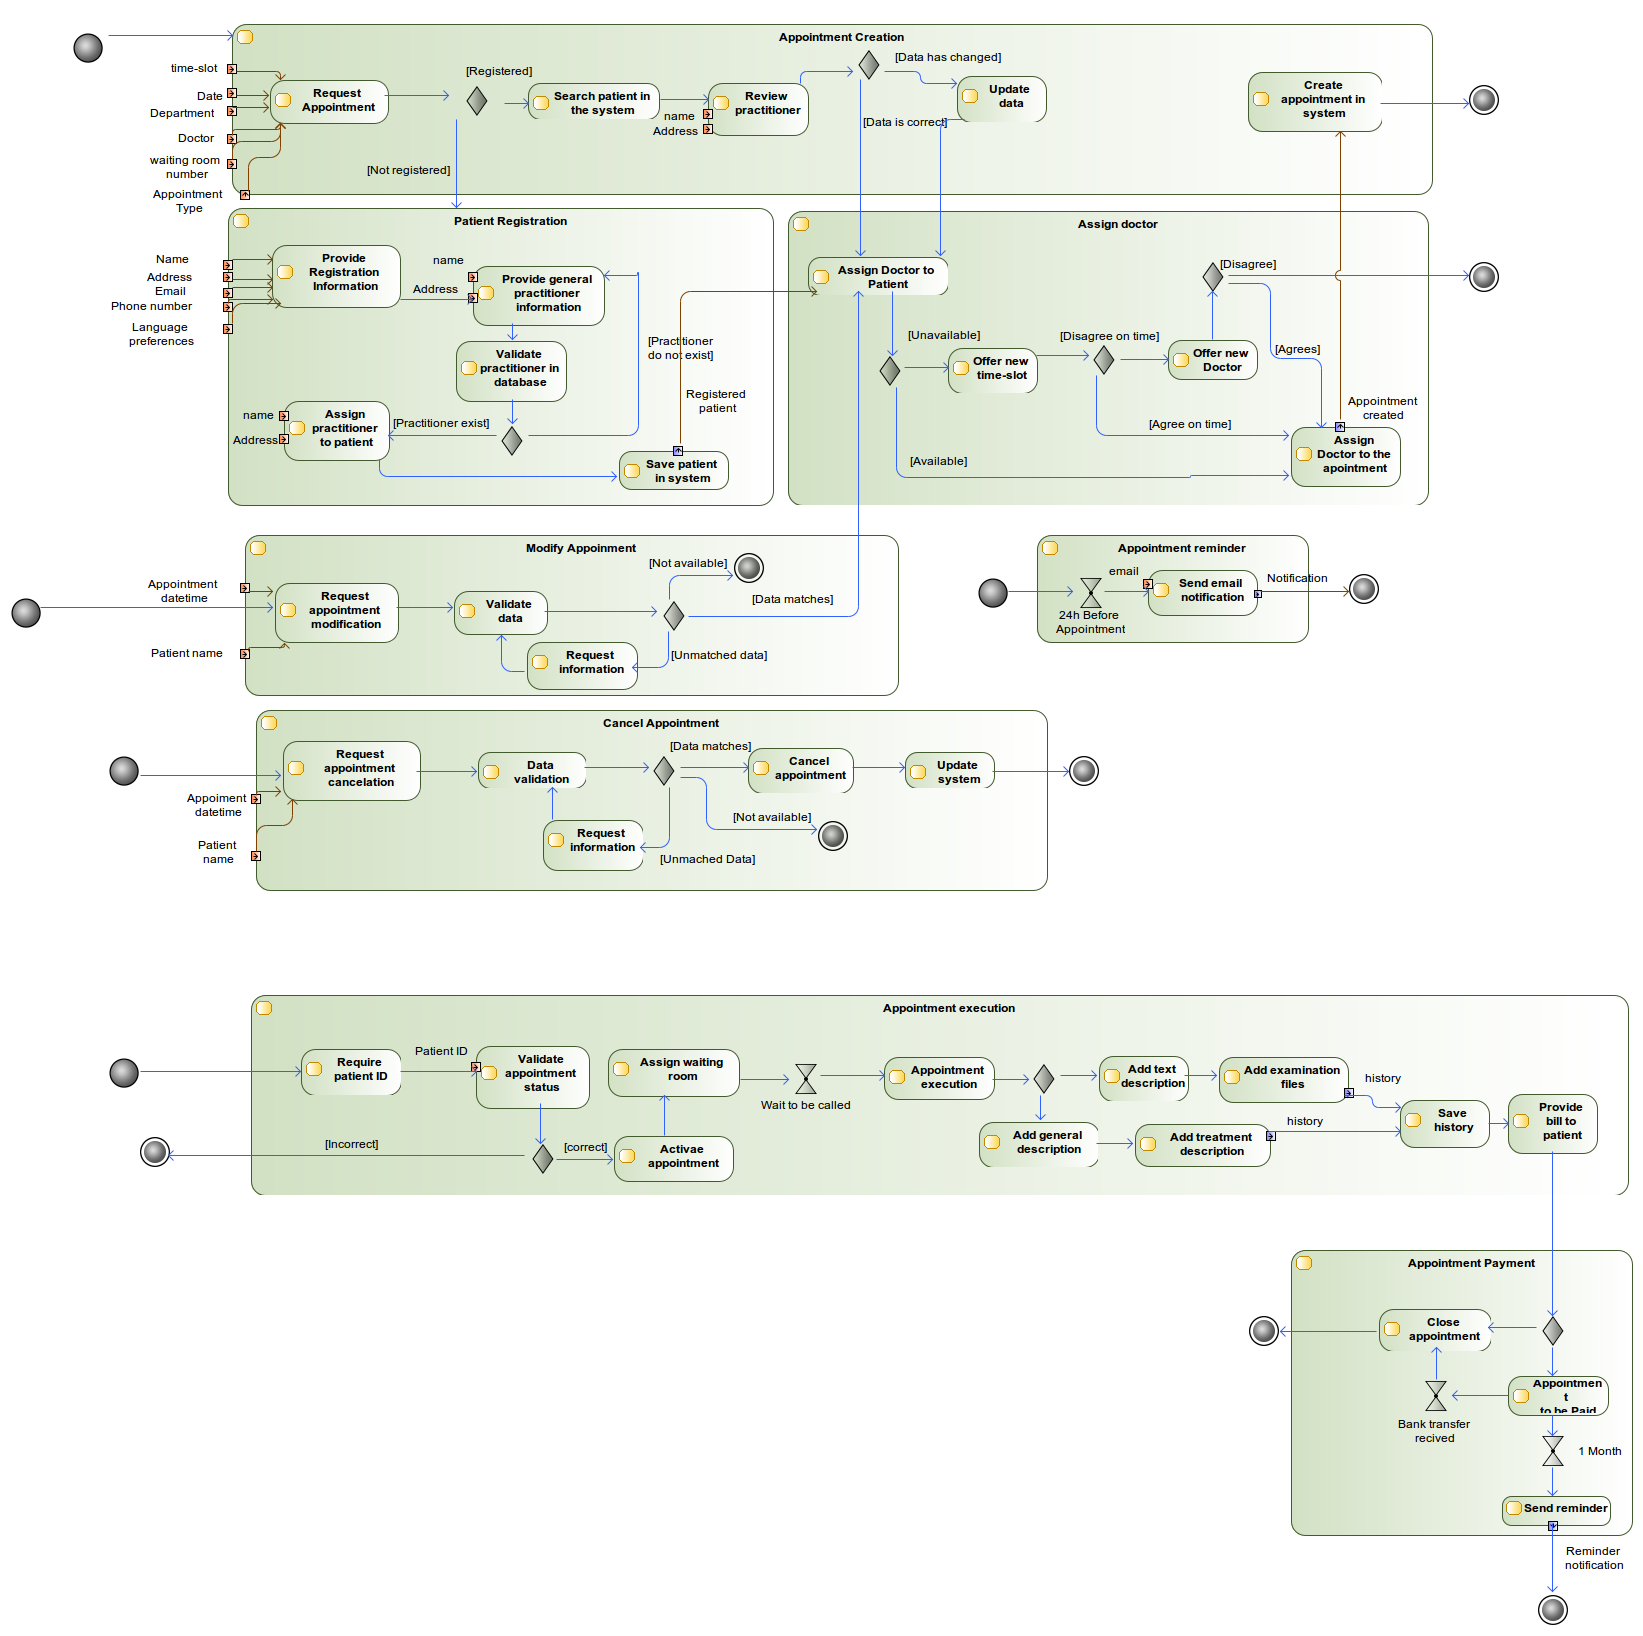 Appointment Creation
time-slot
Date
Department
Doctor
waiting room
number
Appointment
Type
Request
Appointment
[Registered]
[Not registered]
Search patient in
the system
name
Address
Review
practitioner
[Data has changed]
[Data is correct]
Update
data
Create
appointment in
system
Patient Registration
Name
Address
Email
Phone number
Language
preferences
Provide
Registration
Information
name
Address
Provide general
practitioner
information
Validate
practitioner in
database
[Practitioner
do not exist]
[Practitioner exist]
name
Address
Assign
practitioner
to patient
Save patient
in system
Registered
patient
Assign doctor
Assign Doctor to
Patient
[Unavailable]
[Available]
Offer new
time-slot
[Disagree on time]
[Agree on time]
Offer new
Doctor
[Disagree]
[Agrees]
Appointment
created
Assign
Doctor to the
apointment
Modify Appoinment
Appointment
datetime
Patient name
Request
appointment
modification
Validate
data
[Not available]
[Data matches]
[Unmatched data]
Request
information
Appointment reminder
24h Before
Appointment
email
Send email
notification
Notification
Cancel Appointment
Appoiment
datetime
Patient
name
Request
appointment
cancelation
Data
validation
[Data matches]
[Not available]
[Unmached Data]
Request
information
Cancel
appointment
Update
system
Appointment execution
Require
patient ID
Patient ID
Validate
appointment
status
[Incorrect]
[correct]
Activae
appointment
Assign waiting
room
Wait to be called
Appointment
execution
Add text
description
Add examination
files
history
Add general
description
Add treatment
description
history
Save
history
Provide
bill to
patient
Appointment Payment
Close
appointment
Appointmen
t
to be Paid
Bank transfer
recived
1 Month
Send reminder
Reminder
notification